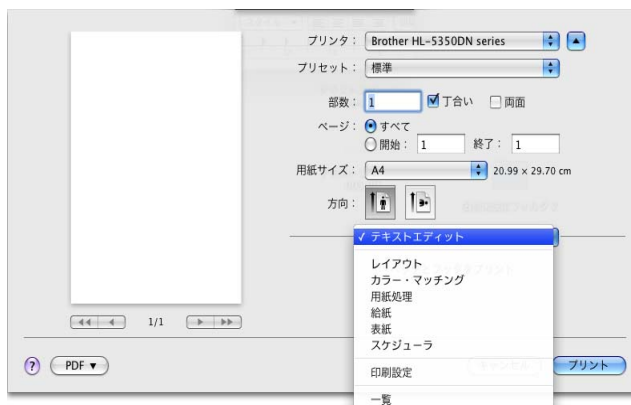 プリンタ： Brother HL-5350DN series
プリセット： 標準
部数： 1 丁合い 両面
ページ： すべて
開始： 1 終了： 1
用紙サイズ： A4 20.99 × 29.70 cm
方向：
✓ テキストエディット
レイアウト
カラー・マッチング
用紙処理
給紙
表紙
スケジューラ
1/1
印刷設定
? PDF ▼ キャンセル プリント
一覧